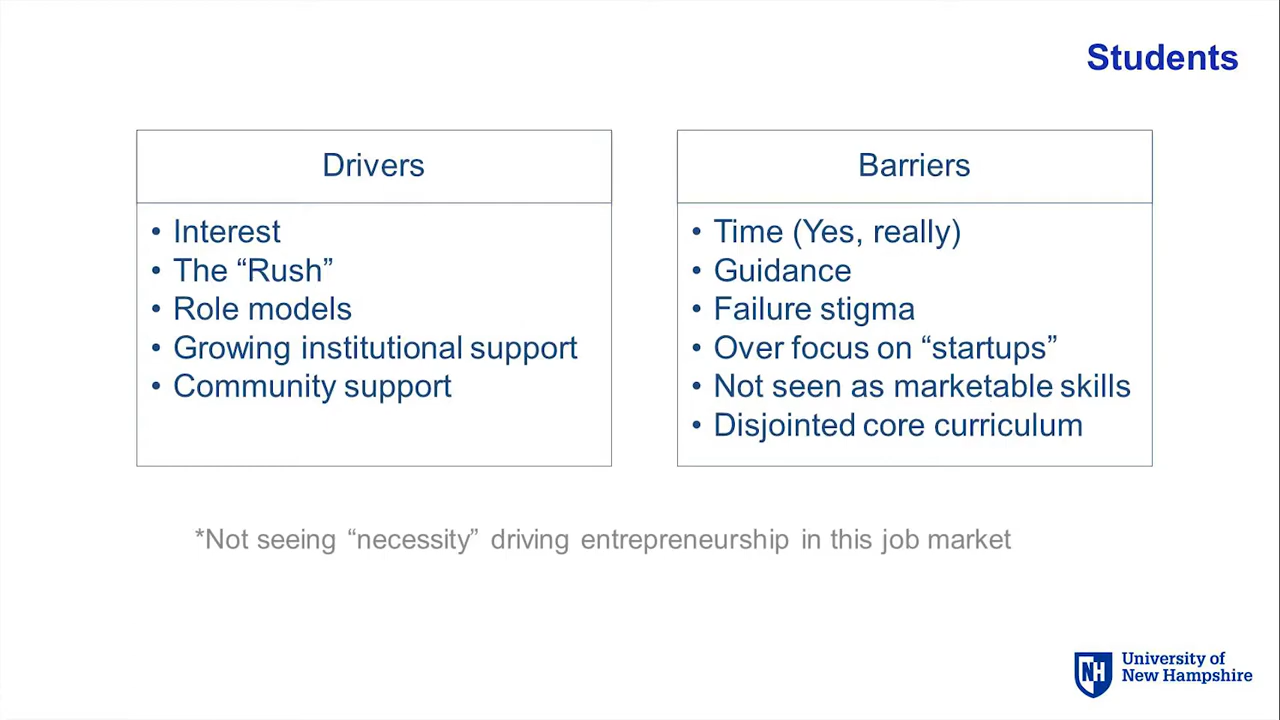 Students
Drivers
• Interest
• The “Rush”
• Role models
• Growing institutional support
• Community support
Barriers
• Time (Yes, really)
• Guidance
• Failure stigma
• Over focus on “startups”
• Not seen as marketable skills
• Disjointed core curriculum
*Not seeing “necessity” driving entrepreneurship in this job market
NH
University of
New Hampshire